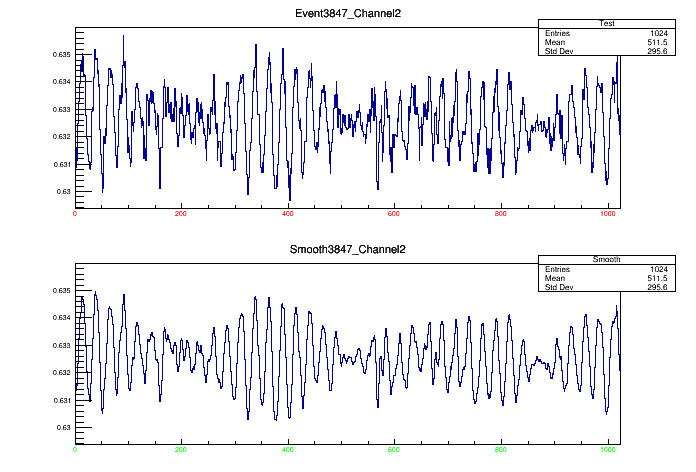 Event3847_Channel2
Test
Entries 1024
Mean 511.5
Std Dev 295.6
0.635
0.634
0.633
0.632
0.631
0.63
0 200 400 600 800 1000
Smooth3847_Channel2
Smooth
Entries 1024
Mean 511.5
Std Dev 295.6
0.635
0.634
0.633
0.632
0.631
0.63
0 200 400 600 800 1000